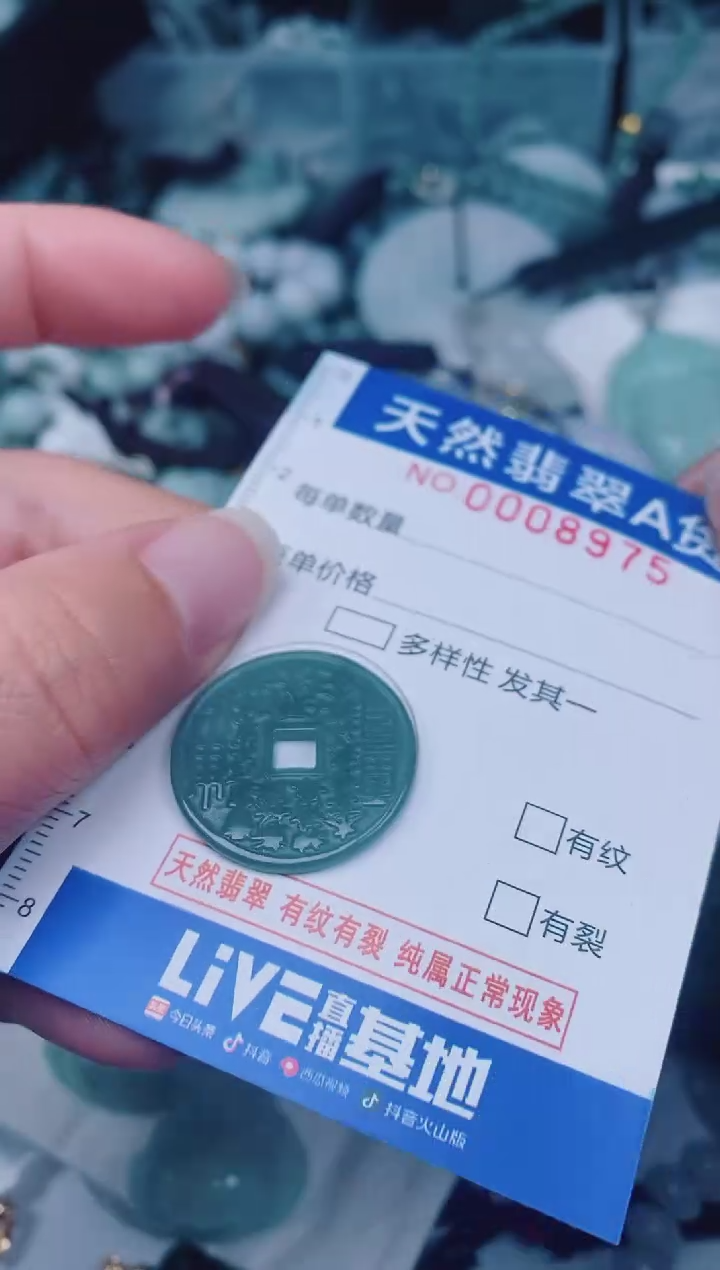 天然翡翠A货
NO 0008975
每单数量
单价格
多样性 发其一
有纹
有裂
7
8
天然翡翠 有纹有裂 纯属正常现象
LiVE直播基地
今日头条 抖音 西瓜视频 抖音火山版